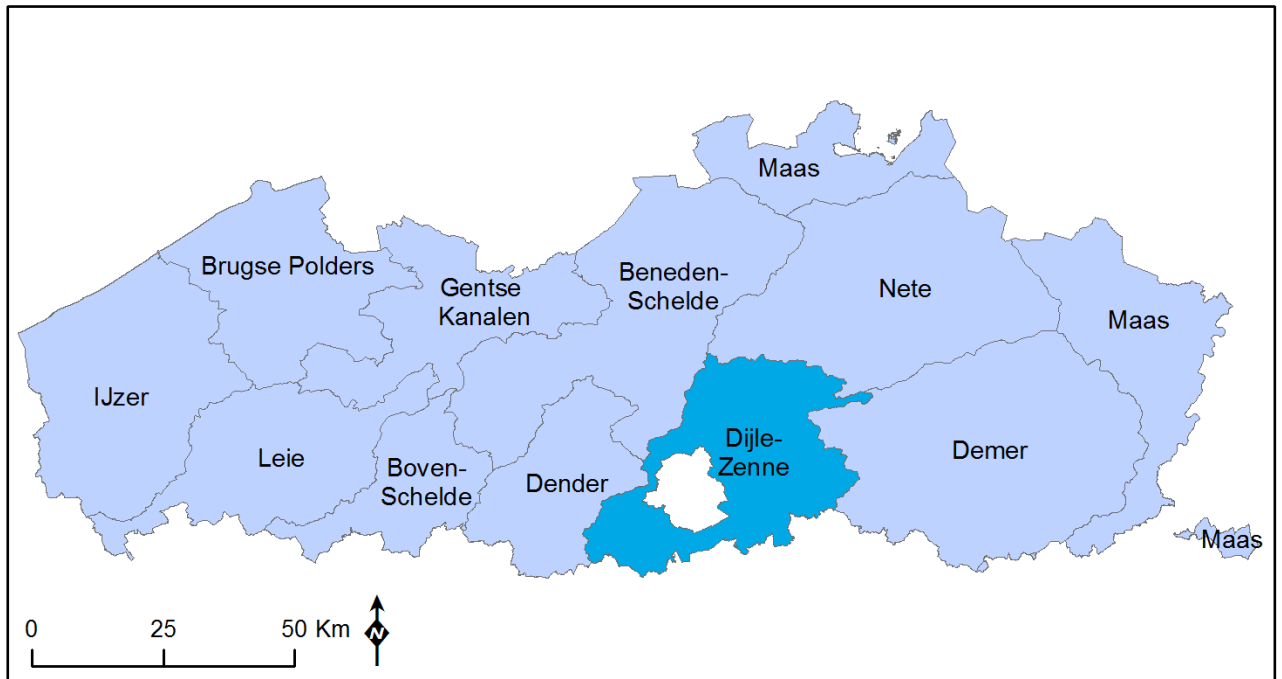 Maas
Brugse Polders
Gentse
Kanalen
Beneden-
Schelde
Nete
Maas
IJzer
Leie
Boven-
Schelde
Dender
Dijle-
Zenne
Demer
Maas
0 25 50 Km
N